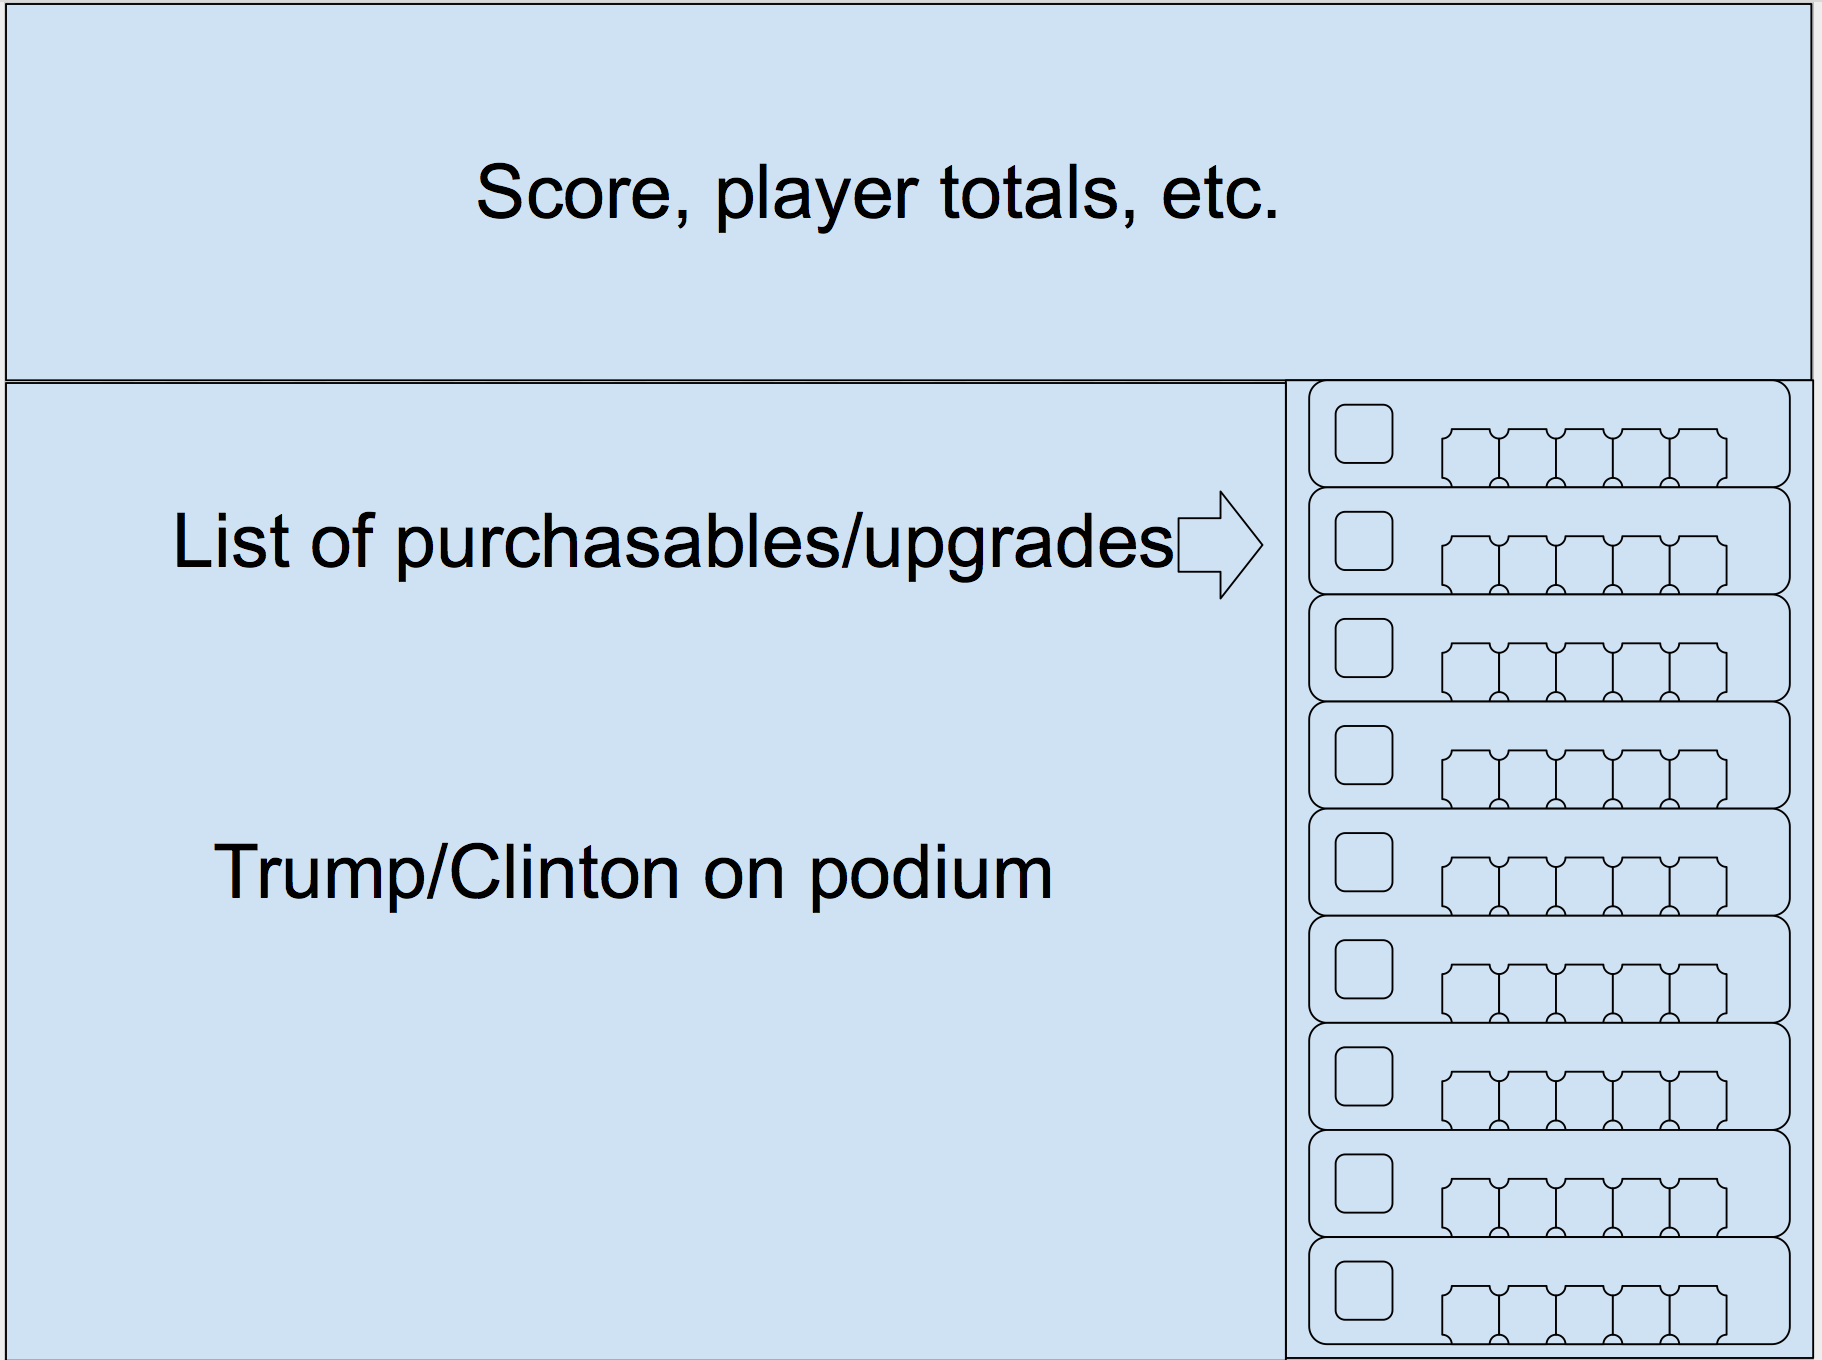 Score, player totals, etc.
List of purchasables/upgrades
Trump/Clinton on podium